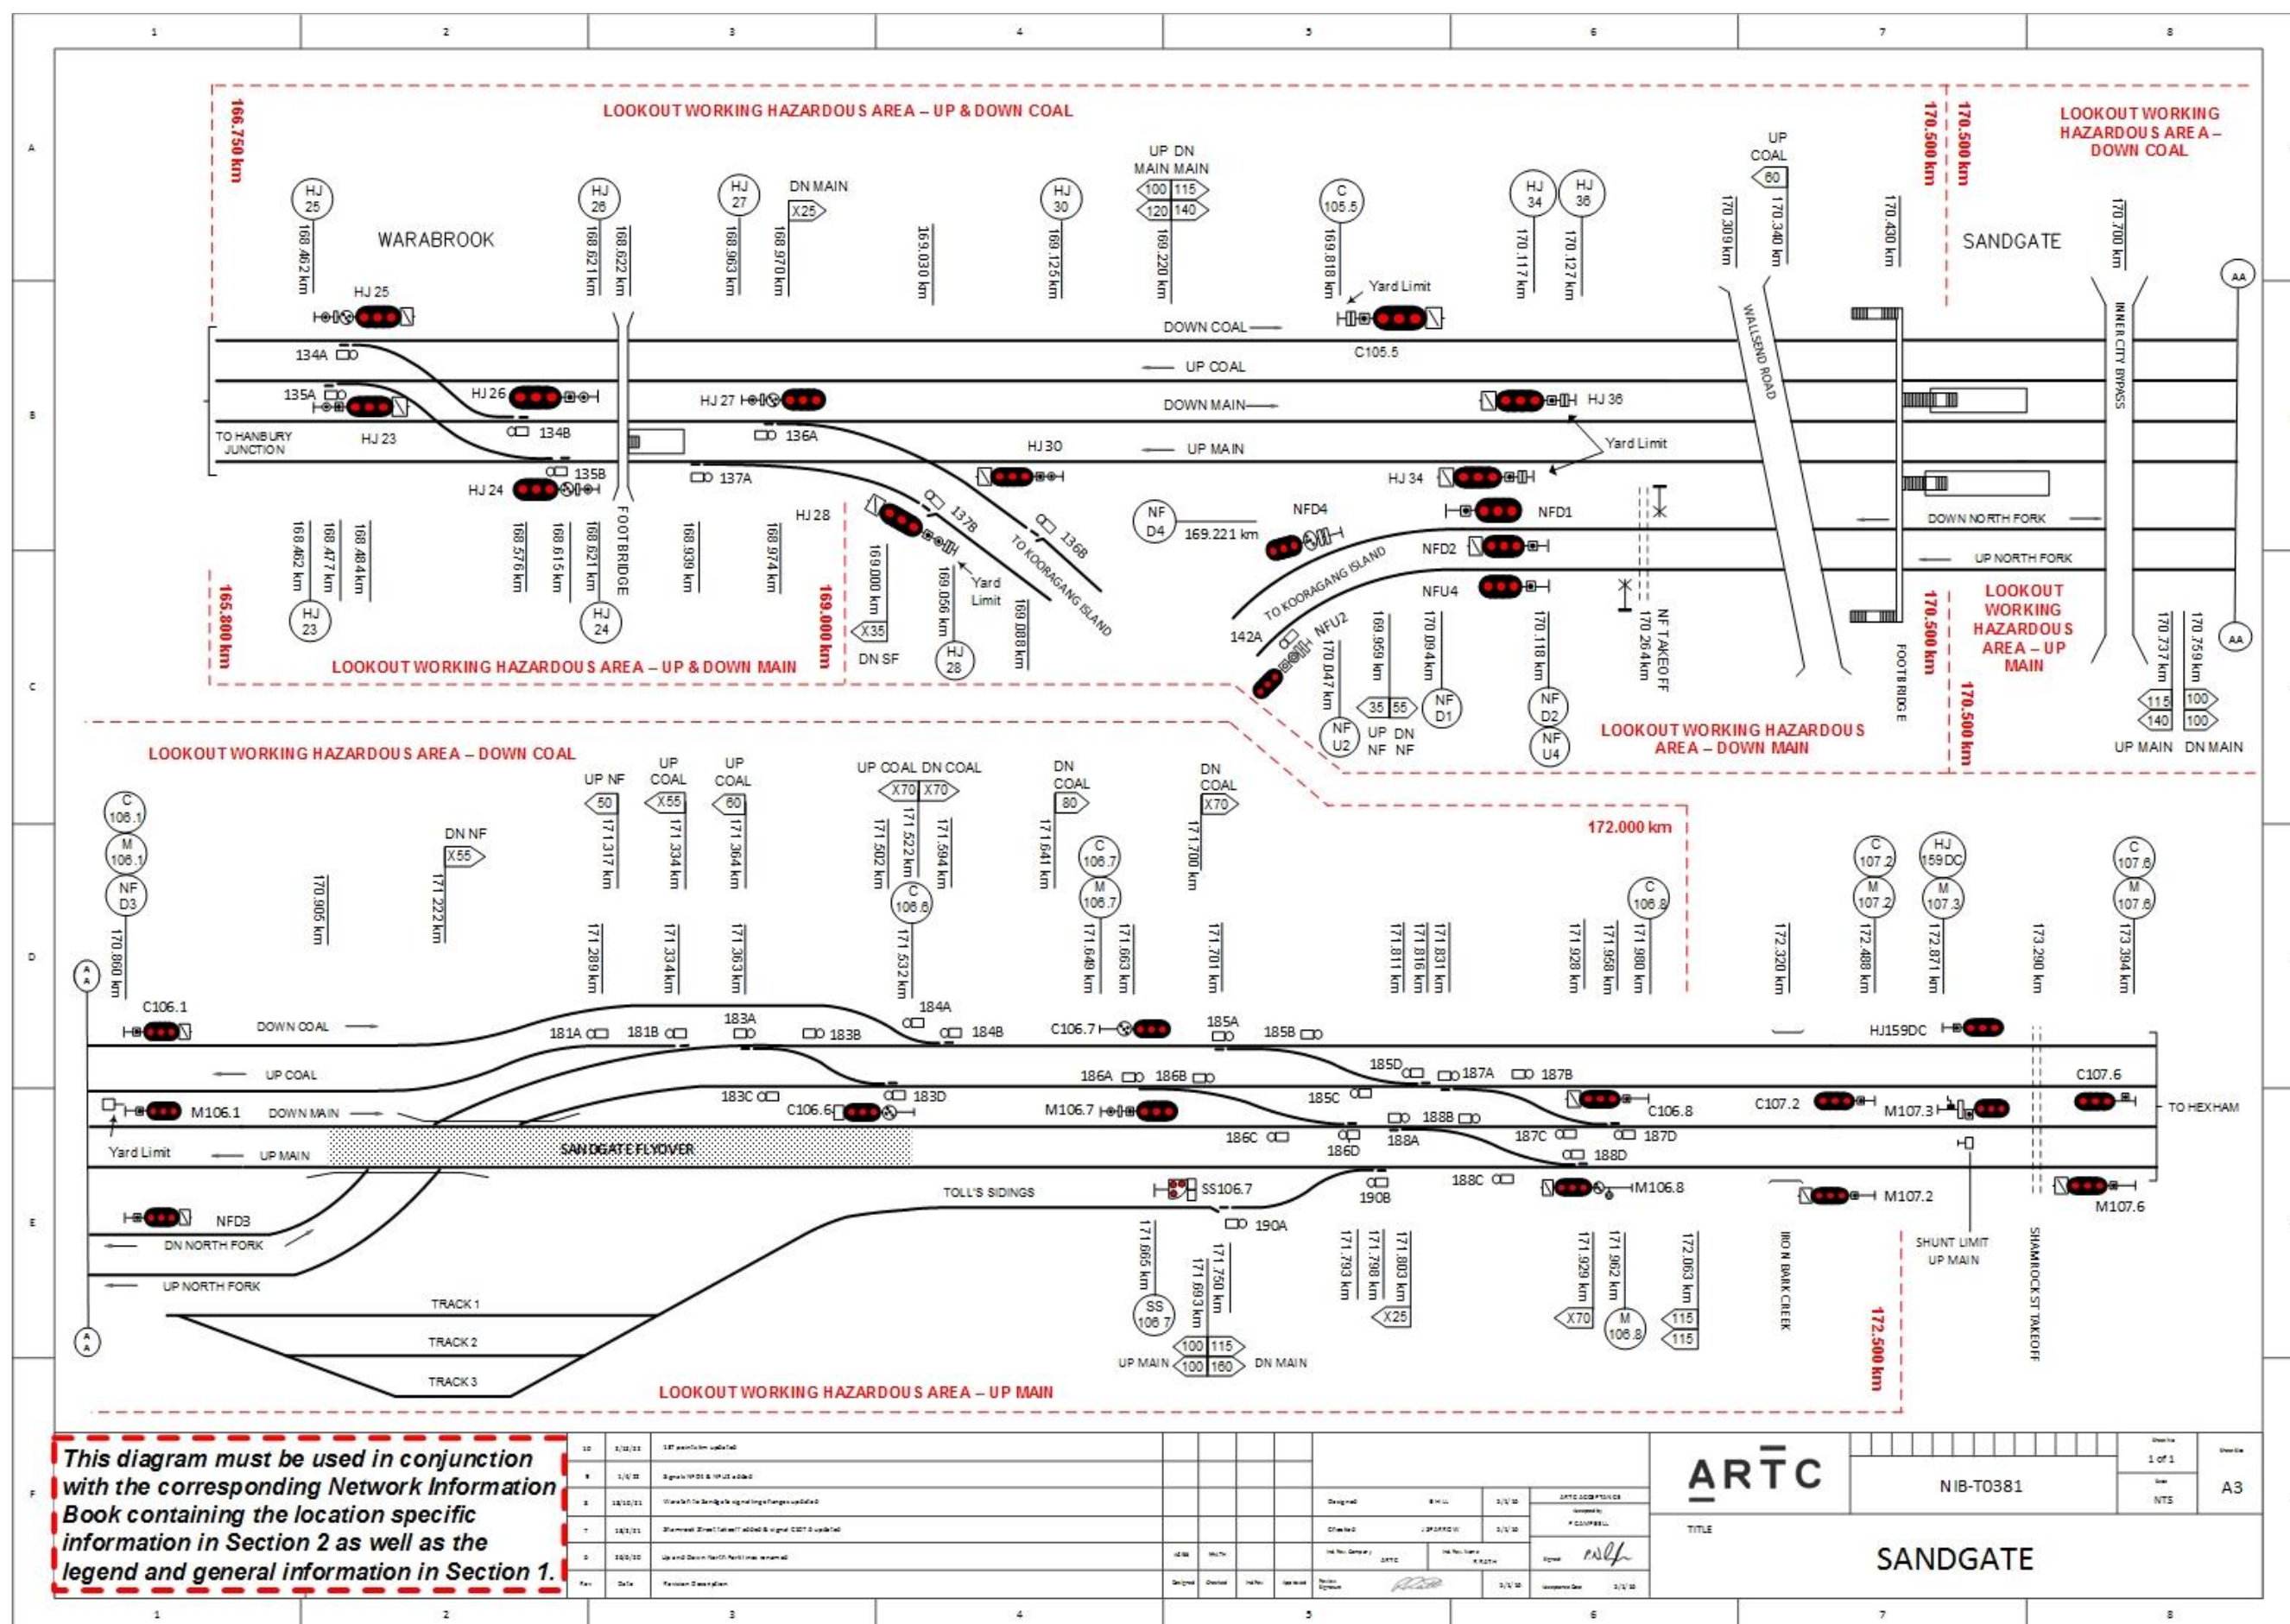 1
2
3
4
5
6
7
8
A
B
C
D
E
F
LOOKOUT WORKING HAZARDOUS AREA – UP & DOWN COAL
166.750 km
170.500 km
170.500 km
LOOKOUT WORKING
HAZARDOUS AREA –
DOWN COAL
HJ
25
168.462 km
WARABROOK
HJ
26
168.621 km
168.622 km
HJ
27
168.963 km
DN MAIN
X25
168.970 km
169.030 km
HJ
30
169.125 km
UP DN
MAIN MAIN
100 115
120 140
169.220 km
C
105.5
169.818 km
Yard Limit
HJ
34
170.117 km
HJ
36
170.127 km
170.309 km
UP
COAL
60
170.340 km
170.430 km
SANDGATE
170.700 km
AA
HJ 25
134A
135A
HJ 23
TO HANBURY
JUNCTION
HJ 26
134B
135B
HJ 24
FOOTBRIDGE
HJ 27
136A
137A
HJ 28
137B
136B
TO KOORAGANG ISLAND
HJ 30
DOWN COAL
UP COAL
DOWN MAIN
UP MAIN
C105.5
HJ 36
Yard Limit
HJ 34
WALLSEND ROAD
INNER CITY BYPASS
NF
D4
169.221 km
NFD4
NFD1
NFD2
NFU4
TO KOORAGANG ISLAND
142A
NFU2
DOWN NORTH FORK
UP NORTH FORK
165.800 km
168.462 km
HJ
23
168.477 km
168.484 km
168.576 km
168.615 km
168.621 km
HJ
24
168.939 km
168.974 km
169.000 km
169.000 km
X35
DN SF
169.056 km
HJ
28
Yard
Limit
169.088 km
LOOKOUT WORKING HAZARDOUS AREA – UP & DOWN MAIN
170.047 km
NF
U2
169.959 km
35 55
UP DN
NF NF
170.094 km
NF
D1
170.118 km
NF
D2
NF
U4
170.264 km
NF TAKEOFF
FOOTBRIDGE
170.500 km
170.500 km
LOOKOUT
WORKING
HAZARDOUS
AREA – UP
MAIN
LOOKOUT WORKING HAZARDOUS
AREA – DOWN MAIN
170.737 km
170.759 km
115 100
140 100
UP MAIN DN MAIN
AA
LOOKOUT WORKING HAZARDOUS AREA – DOWN COAL
C
106.1
M
106.1
NF
D3
170.860 km
170.905 km
DN NF
X55
171.222 km
UP NF
50
171.317 km
UP
COAL
X55
171.334 km
UP
COAL
60
171.364 km
UP COAL DN COAL
X70 X70
171.502 km
171.522 km
171.594 km
C
106.6
171.532 km
DN
COAL
80
171.641 km
C
106.7
M
106.7
171.649 km
171.663 km
DN
COAL
X70
171.700 km
171.701 km
171.289 km
171.334 km
171.363 km
171.811 km
171.816 km
171.831 km
171.928 km
171.958 km
C
106.8
171.980 km
172.000 km
172.320 km
C
107.2
M
107.2
172.488 km
HJ
159DC
M
107.3
172.871 km
173.290 km
C
107.6
M
107.6
173.394 km
A
A
C106.1
DOWN COAL
UP COAL
M106.1
DOWN MAIN
Yard Limit
UP MAIN
NFD3
DN NORTH FORK
UP NORTH FORK
181A
181B
183A
183B
184A
184B
183C
183D
C106.6
SANDGATE FLYOVER
C106.7
185A
185B
186A
186B
185D
187A
187B
185C
M106.7
186C
186D
188A
188B
187C
187D
188D
188C
190B
190A
TOLL'S SIDINGS
SS106.7
C106.8
M106.8
HJ159DC
C107.2
M107.3
C107.6
TO HEXHAM
M107.2
M107.6
SHUNT LIMIT
UP MAIN
IRON BARK CREEK
SHAMROCK ST TAKEOFF
171.665 km
SS
106.7
171.693 km
171.750 km
100 115
100 160
UP MAIN
DN MAIN
171.793 km
171.798 km
171.803 km
X25
171.929 km
X70
171.962 km
M
106.8
172.063 km
115
115
172.500 km
TRACK 1
TRACK 2
TRACK 3
A
A
LOOKOUT WORKING HAZARDOUS AREA – UP MAIN
This diagram must be used in conjunction
with the corresponding Network Information
Book containing the location specific
information in Section 2 as well as the
legend and general information in Section 1.
Rev
Date
Revision Description
ARTC
NIB-T0381
1 of 1
NTS
A3
TITLE
SANDGATE
1
2
3
4
5
6
7
8